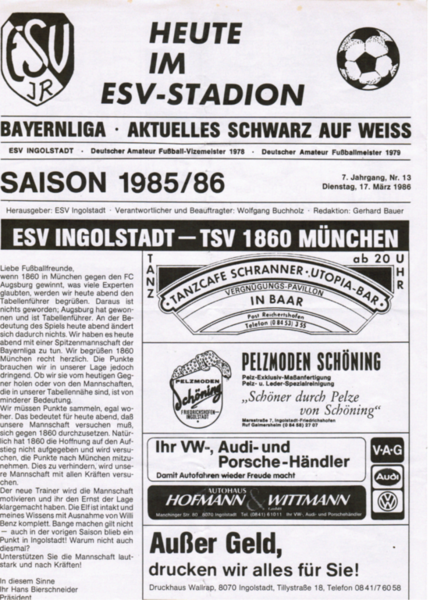 ESV
JR
HEUTE
IM
ESV-STADION
BAYERNLIGA · AKTUELLES SCHWARZ AUF WEISS
ESV INGOLSTADT - Deutscher Amateur Fußball-Vizemeister 1978 - Deutscher Amateur Fußballmeister 1979
SAISON 1985/86
7. Jahrgang, Nr. 13
Dienstag, 17. März 1986
Herausgeber: ESV Ingolstadt · Verantwortlicher und Beauftragter: Wolfgang Buchholz · Redaktion: Gerhard Bauer
ESV INGOLSTADT — TSV 1860 MÜNCHEN
Liebe Fußballfreunde,
wenn 1860 in München gegen den FC
Augsburg gewinnt, was viele Experten
glaubten, werden wir heute abend den
Tabellenführer begrüßen. Daraus ist
nichts geworden; Augsburg hat gewon-
nen und ist Tabellenführer. An der Be-
deutung des Spiels heute abend ändert
sich dadurch nichts. Wir haben es heute
abend mit einer Spitzenmannschaft der
Bayernliga zu tun. Wir begrüßen 1860
München recht herzlich. Die Punkte
brauchen wir in unserer Lage jedoch
dringend. Ob wir sie vom heutigen Geg-
ner holen oder von den Mannschaften,
die in unserer Tabellennähe sind, ist von
minderer Bedeutung.
Wir müssen Punkte sammeln, egal wo-
her. Das bedeutet für heute abend, daß
unsere Mannschaft versuchen muß,
sich gegen 1860 durchzusetzen. Natür-
lich hat 1860 die Hoffnung auf den Auf-
stieg nicht aufgegeben und wird versu-
chen, die Punkte nach München mitzu-
nehmen. Dies zu verhindern, wird unse-
re Mannschaft mit allen Kräften versu-
chen.
Der neue Trainer wird die Mannschaft
motivieren und ihr den Ernst der Lage
klargemacht haben. Die Elf ist intakt und
meines Wissens mit Ausnahme von Willi
Benz komplett. Bange machen gilt nicht
— auch in der vorigen Saison blieb ein
Punkt in Ingolstadt! Warum nicht auch
diesmal?
Unterstützen Sie die Mannschaft laut-
stark und nach Kräften!
In diesem Sinne
Ihr Hans Bierschneider
Präsident
TANZ
ab 20 UHR
TANZCAFE SCHRANNER · UTOPIA-BAR
VERGNÜGUNGS-PAVILLON
IN BAAR
Post Reichertshofen
Telefon (0 84 53) 3 55
PELZMODEN
Schöning
FRIEDRICHSHOFEN
INGOLSTADT
PELZMODEN SCHÖNING
Pelz-Exklusiv-Maßanfertigung
Pelz- u. Leder-Spezialreinigung
„Schöner durch Pelze
von Schöning"
Ihr VW-, Audi- und
Porsche-Händler
Damit Autofahren wieder Freude macht
V·A·G
Audi
AUTOHAUS
HOFMANN & WITTMANN
Außer Geld,
drucken wir alles für Sie!
Druckhaus Wallrap, 8070 Ingolstadt, Tillystraße 18, Telefon 08 41/7 60 58